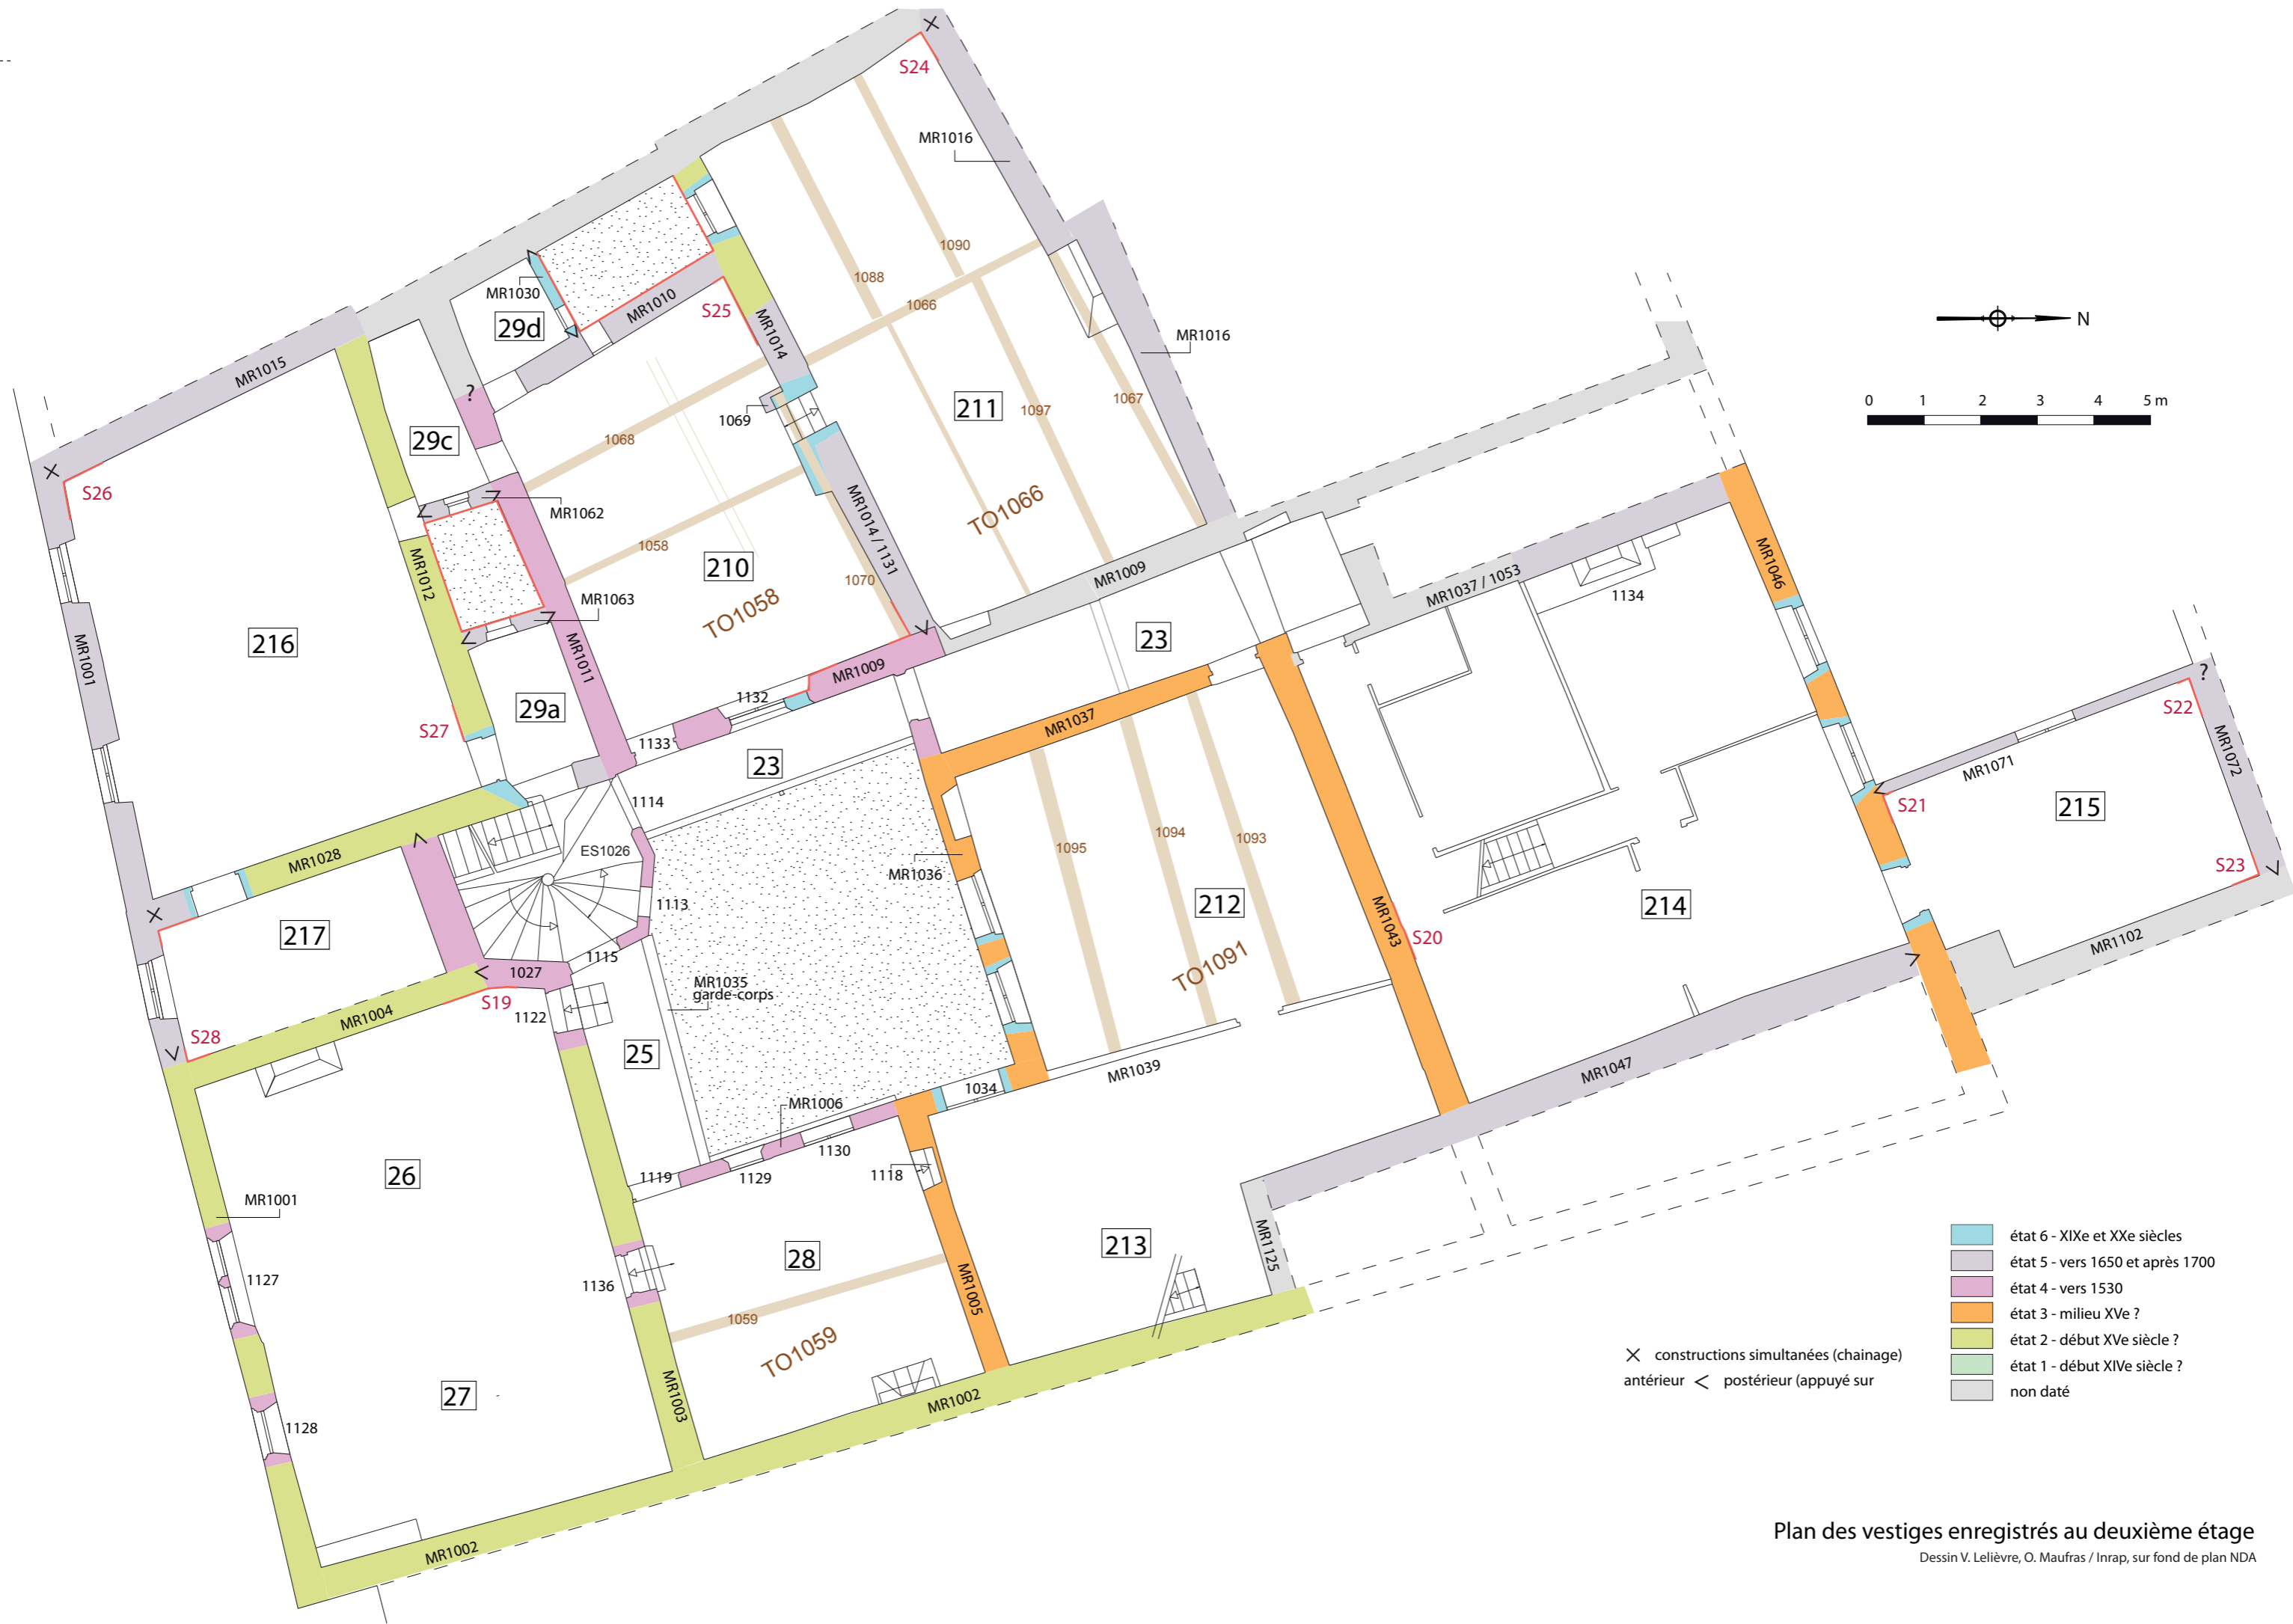 S24
MR1016
MR1030
29d
MR1010
S25
MR1014
1088
1090
1066
N
0 1 2 3 4 5 m
MR1015
?
29c
1068
1069
211
1097
1067
MR1016
S26
MR1062
1058
TO1066
MR1012
MR1063
210
TO1058
1070
MR1014 / 1131
MR1009
MR1037 / 1053
1134
MR1046
216
MR1001
MR1011
29a
S27
1133
1132
MR1009
23
23
MR1037
?
S22
MR1072
MR1071
S21
215
S23
MR1102
1114
ES1026
1113
1115
MR1028
217
1027
S19
1122
MR1004
S28
MR1035
garde-corps
25
MR1036
1095
1094
1093
212
TO1091
MR1043
S20
214
MR1047
1034
MR1039
MR1006
1130
1129
1119
1118
26
MR1001
1127
1136
28
MR1005
213
MR1125
1059
TO1059
27
1128
MR1003
MR1002
MR1002
× constructions simultanées (chainage)
antérieur < postérieur (appuyé sur
état 6 - XIXe et XXe siècles
état 5 - vers 1650 et après 1700
état 4 - vers 1530
état 3 - milieu XVe ?
état 2 - début XVe siècle ?
état 1 - début XIVe siècle ?
non daté
Plan des vestiges enregistrés au deuxième étage
Dessin V. Lelièvre, O. Maufras / Inrap, sur fond de plan NDA